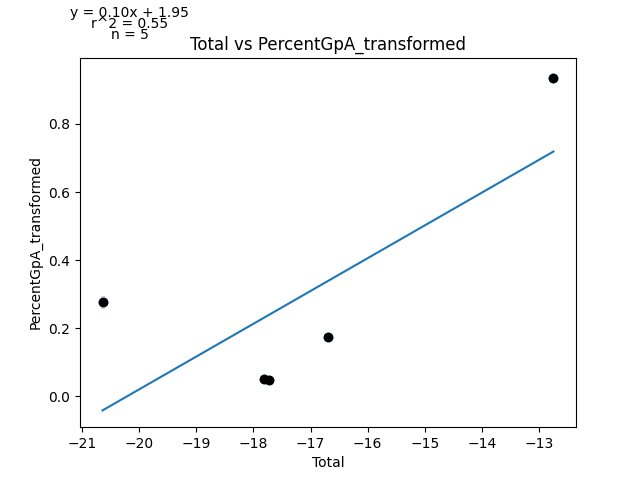 y = 0.10x + 1.95
r^2 = 0.55
n = 5
Total vs PercentGpA_transformed
PercentGpA_transformed
0.8
0.6
0.4
0.2
0.0
−21 −20 −19 −18 −17 −16 −15 −14 −13
Total